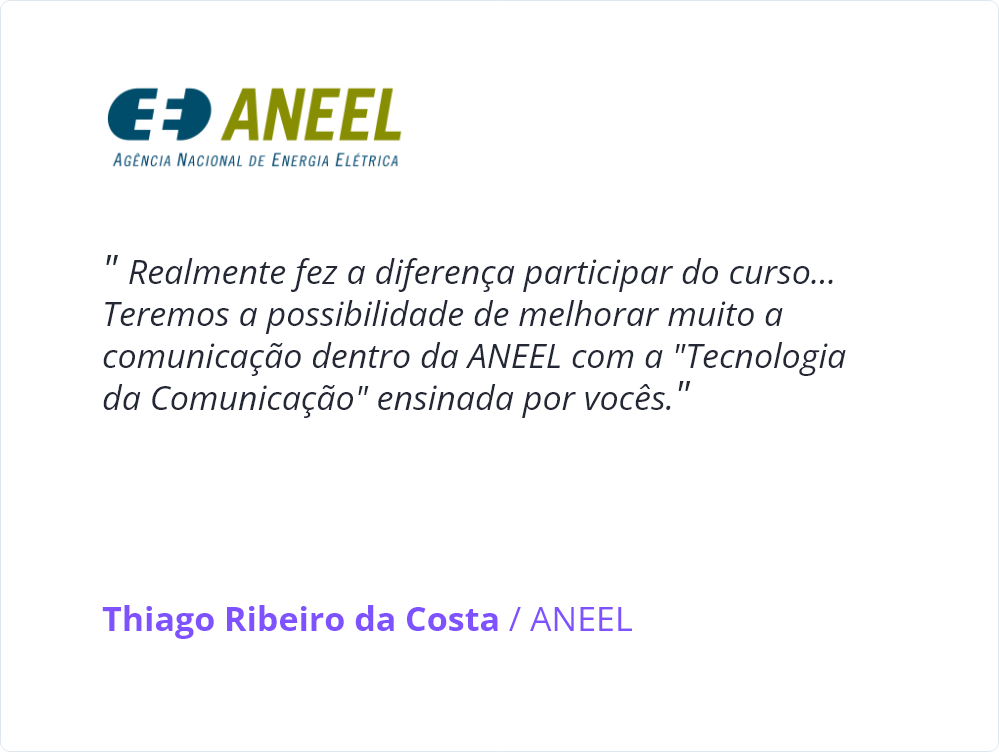 ANEEL
AGÊNCIA NACIONAL DE ENERGIA ELÉTRICA
" Realmente fez a diferença participar do curso...
Teremos a possibilidade de melhorar muito a
comunicação dentro da ANEEL com a "Tecnologia
da Comunicação" ensinada por vocês."
Thiago Ribeiro da Costa / ANEEL